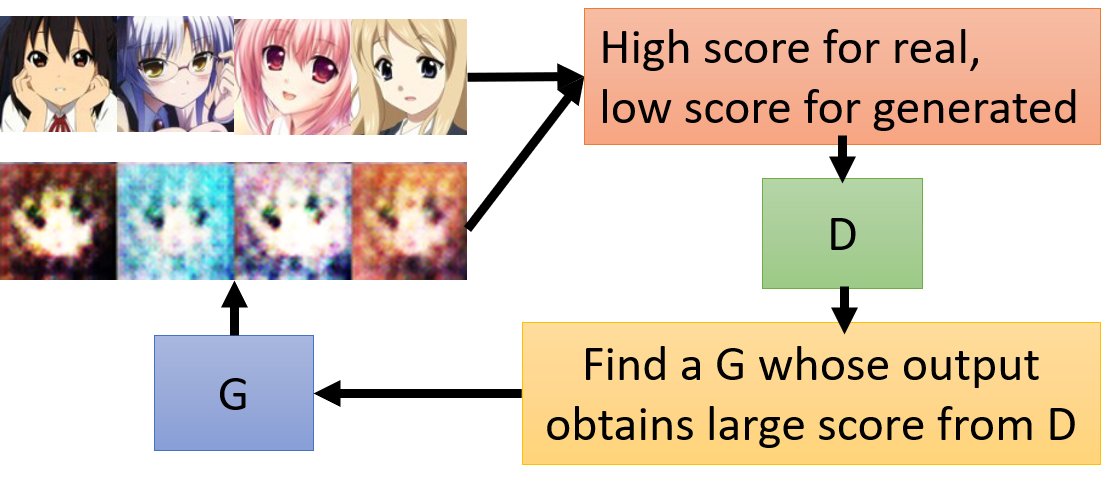 High score for real,
low score for generated
D
Find a G whose output
obtains large score from D
G